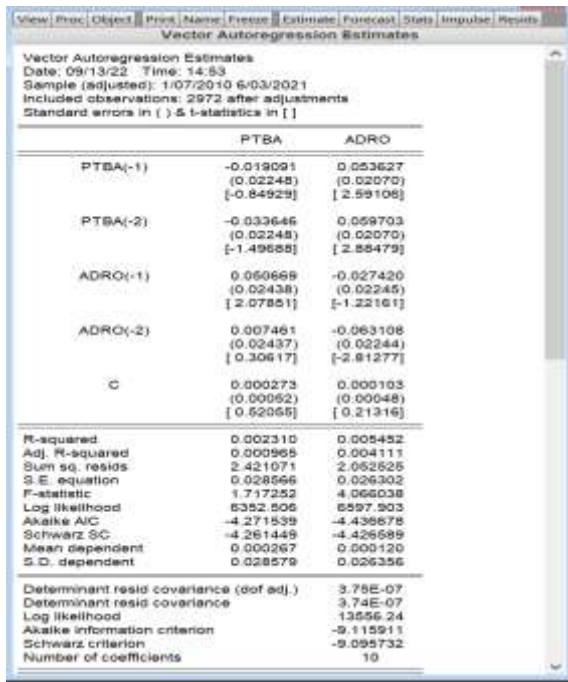 View Proc Object Print Name Freeze Estimate Forecast Stats Impulse Resids
Vector Autoregression Estimates
Vector Autoregression Estimates
Date: 09/13/22 Time: 14:53
Sample (adjusted): 1/07/2010 6/03/2021
Included observations: 2972 after adjustments
Standard errors in ( ) & t-statistics in [ ]
PTBA ADRO
PTBA(-1) -0.019091 0.053627
(0.02248) (0.02070)
[-0.84929] [ 2.59106]
PTBA(-2) -0.033646 0.059703
(0.02248) (0.02070)
[-1.49688] [ 2.88479]
ADRO(-1) 0.050669 -0.027420
(0.02438) (0.02245)
[ 2.07851] [-1.22161]
ADRO(-2) 0.007461 -0.063108
(0.02437) (0.02244)
[ 0.30617] [-2.81277]
C 0.000273 0.000103
(0.00052) (0.00048)
[ 0.52055] [ 0.21316]
R-squared 0.002310 0.005452
Adj. R-squared 0.000965 0.004111
Sum sq. resids 2.421071 2.052525
S.E. equation 0.028566 0.026302
F-statistic 1.717252 4.066038
Log likelihood 6352.506 6597.903
Akaike AIC -4.271539 -4.436678
Schwarz SC -4.261449 -4.426589
Mean dependent 0.000267 0.000120
S.D. dependent 0.028579 0.026356
Determinant resid covariance (dof adj.) 3.75E-07
Determinant resid covariance 3.74E-07
Log likelihood 13556.24
Akaike information criterion -9.115911
Schwarz criterion -9.095732
Number of coefficients 10